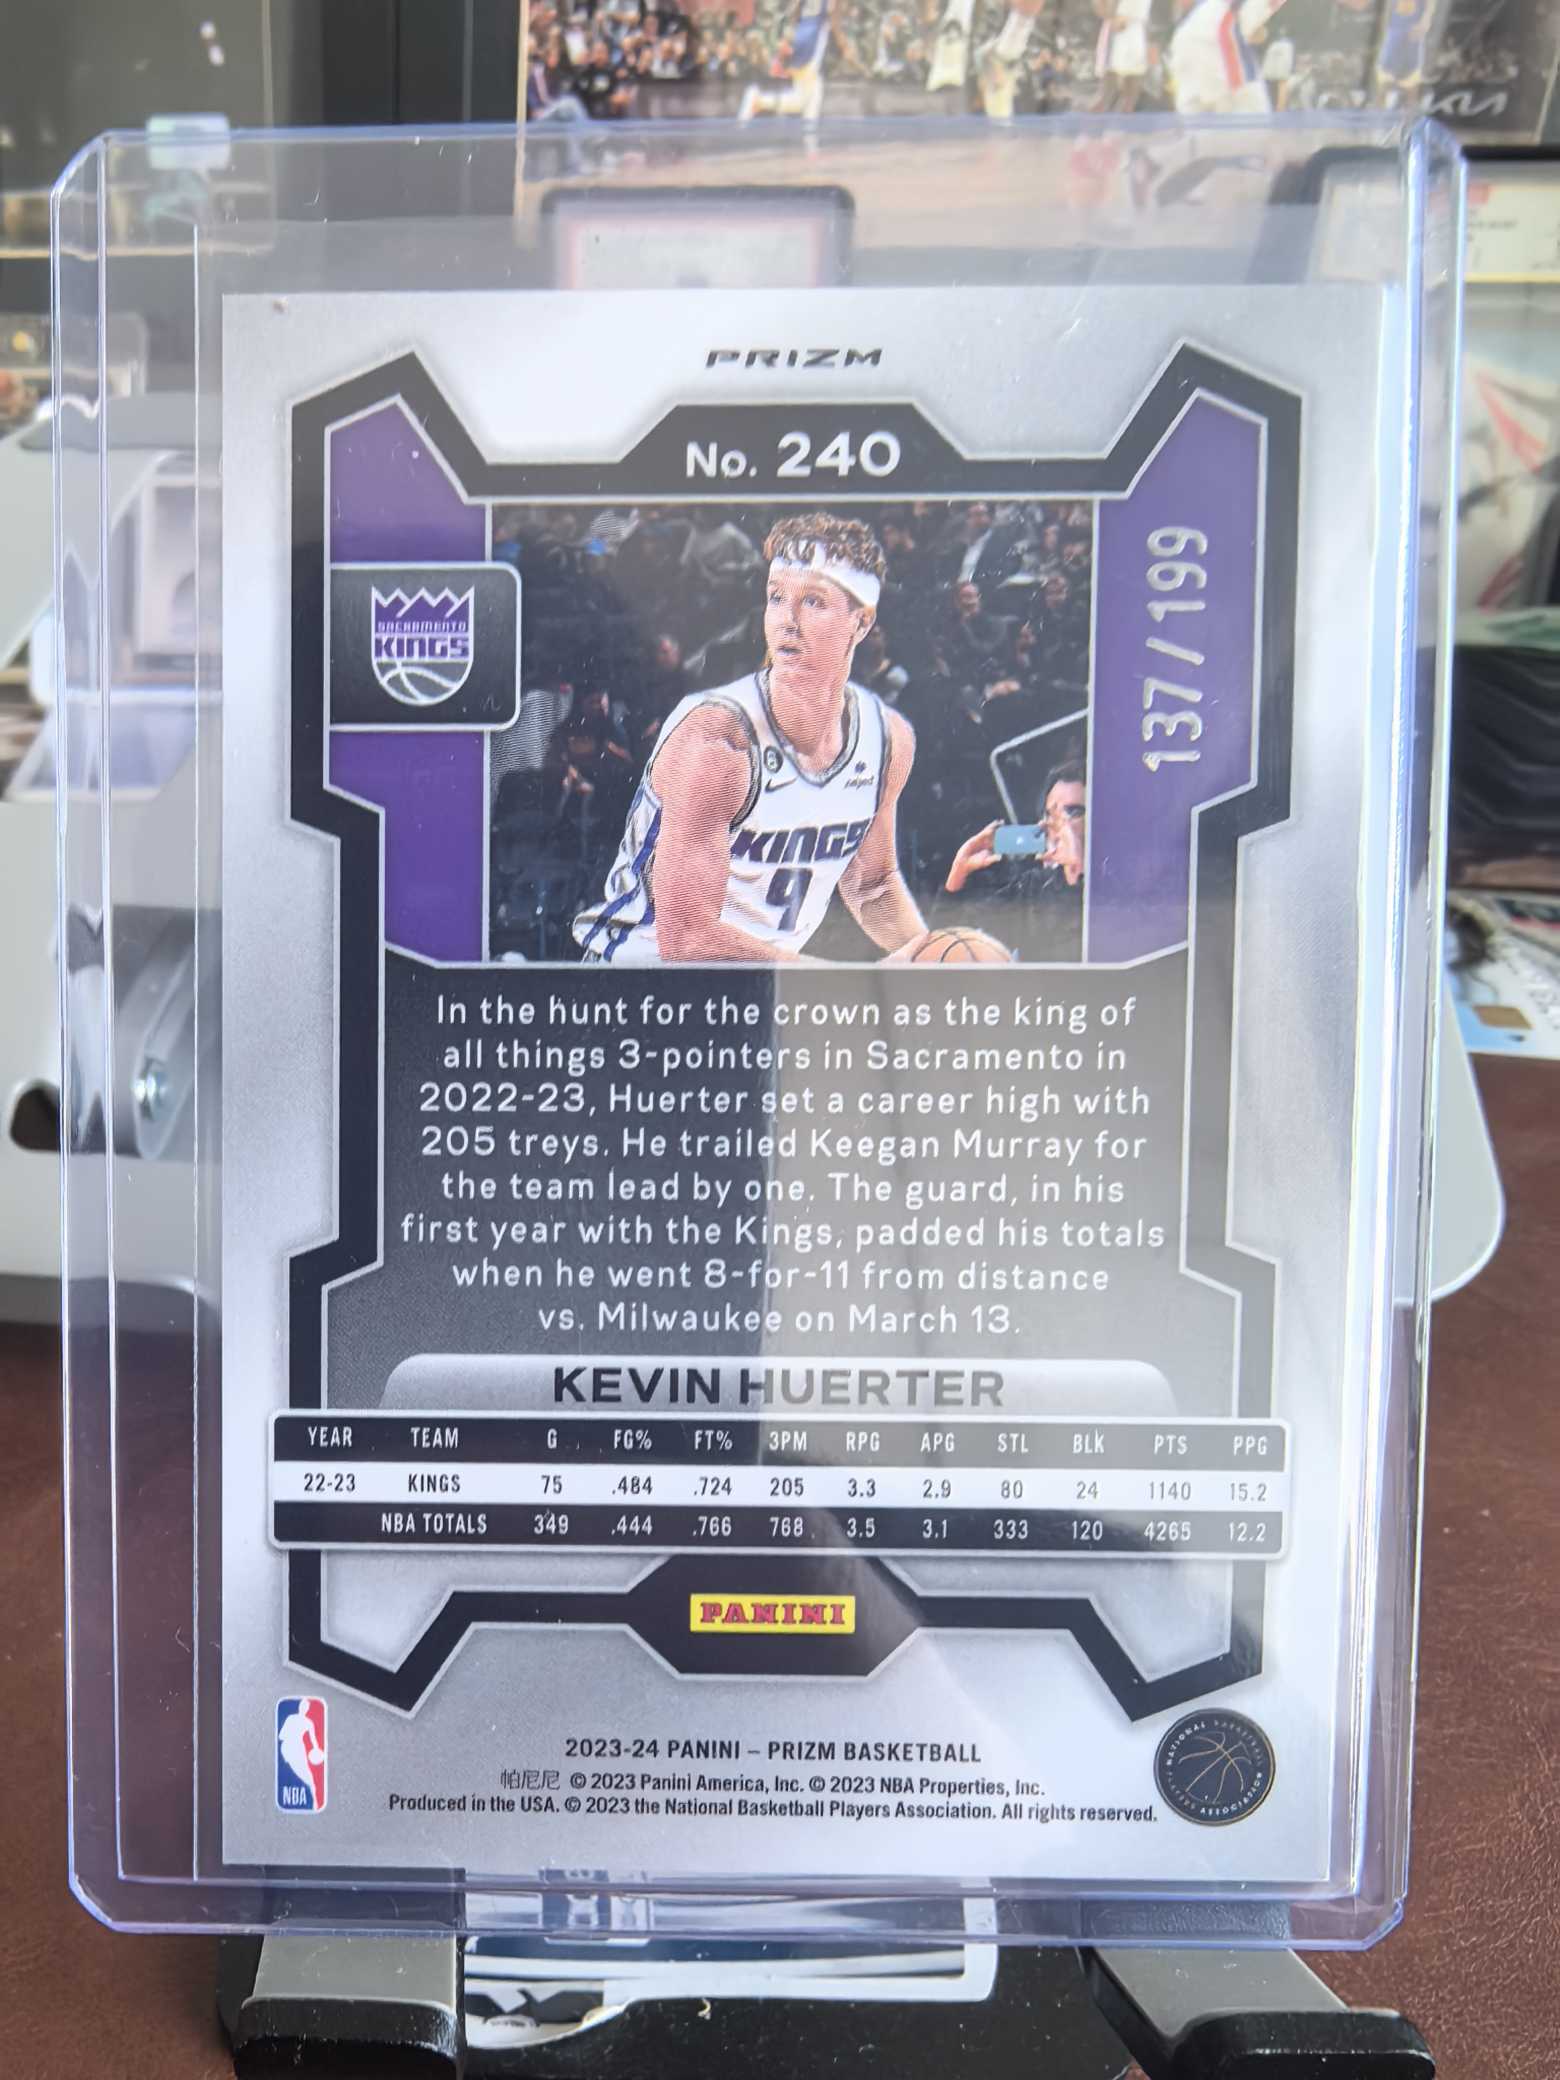 PRIZM
No. 240
SACRAMENTO
KINGS
137/199
6
KINGS
9
In the hunt for the crown as the king of
all things 3-pointers in Sacramento in
2022-23, Huerter set a career high with
205 treys. He trailed Keegan Murray for
the team lead by one. The guard, in his
first year with the Kings, padded his totals
when he went 8-for-11 from distance
vs. Milwaukee on March 13.
KEVIN HUERTER
YEAR TEAM G FG% FT% 3PM RPG APG STL BLK PTS PPG
22-23 KINGS 75 .484 .724 205 3.3 2.9 80 24 1140 15.2
NBA TOTALS 349 .444 .766 768 3.5 3.1 333 120 4265 12.2
PANINI
NBA
2023-24 PANINI – PRIZM BASKETBALL
帕尼尼 © 2023 Panini America, Inc. © 2023 NBA Properties, Inc.
Produced in the USA. © 2023 the National Basketball Players Association. All rights reserved.
NATIONAL BASKETBALL PLAYERS ASSOCIATION